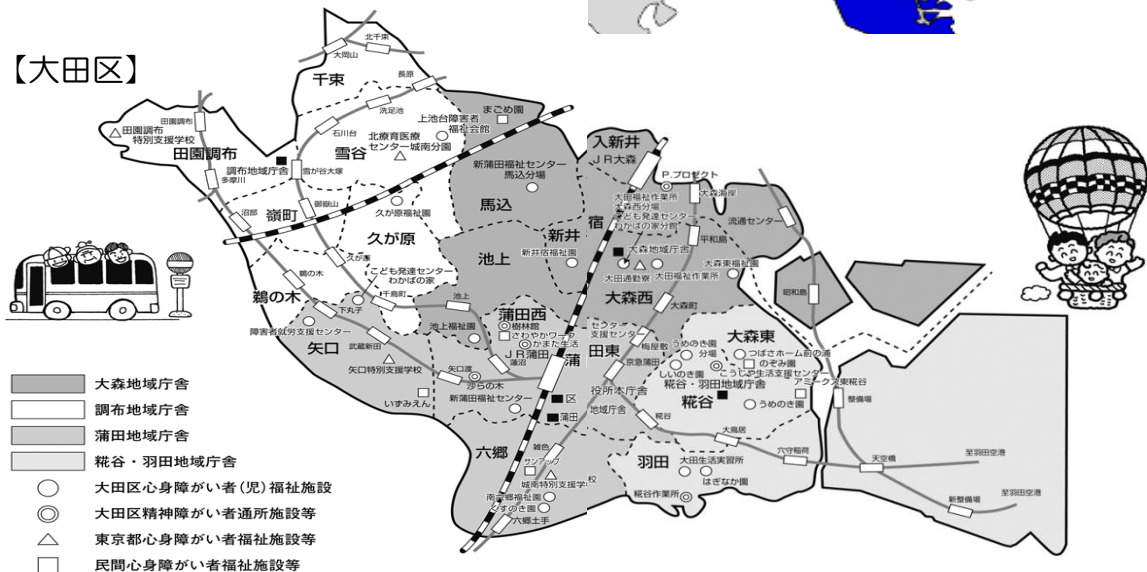 【大田区】
北千束
大岡山
千束
長原
洗足池
田園調布
田園調布
特別支援学校
田園調布
石川台
上池台障害者
福祉会館
まごめ園
北療育医療
センター城南分園
雪谷
調布地域庁舎
雪が谷大塚
多摩川
新蒲田福祉センター
馬込分場
馬込
入新井
JR大森
P.プロゼクト
大田福祉作業所
大森西分場
こども発達センター
わかばの家分館
大森海岸
流通センター
沼部
嶺町
御嶽山
久が原福祉園
久が原
新井
宿
新井宿福祉園
池上
大森地域庁舎
平和島
大田通勤寮
大田福祉作業所
大森東福祉園
昭和島
久が原
鵜の木
鵜の木
こども発達センター
わかばの家
千鳥町
池上
大森西
大森町
下丸子
障害者就労支援センター
矢口
武蔵新田
矢口特別支援学校
池上福祉園
蒲田西
樹林館
さわやかワーク
かまた生活
JR蒲田
蓮沼
蒲
田東
支援センター
梅屋敷
京急蒲田
うめのき園
分場
しいのき園
大森東
つばさホーム前の浦
のぞみ園
こうじや生活支援センター
アミークス東糀谷
糀谷・羽田地域庁舎
糀谷
うめのき園
整備場
矢口渡
いずみえん
沙らの木
新蒲田福祉センター
区
役所本庁舎
蒲田
地域庁舎
糀谷
大鳥居
穴守稲荷
天空橋
至羽田空港
六郷
雑色
サンアップ
城南特別支援学校
南六郷福祉園
くすのき園
六郷土手
羽田
大田生活実習所
はぎなか園
糀谷作業所
新整備場
至羽田空港
大森地域庁舎
調布地域庁舎
蒲田地域庁舎
糀谷・羽田地域庁舎
大田区心身障がい者(児)福祉施設
大田区精神障がい者通所施設等
東京都心身障がい者福祉施設等
民間心身障がい者福祉施設等